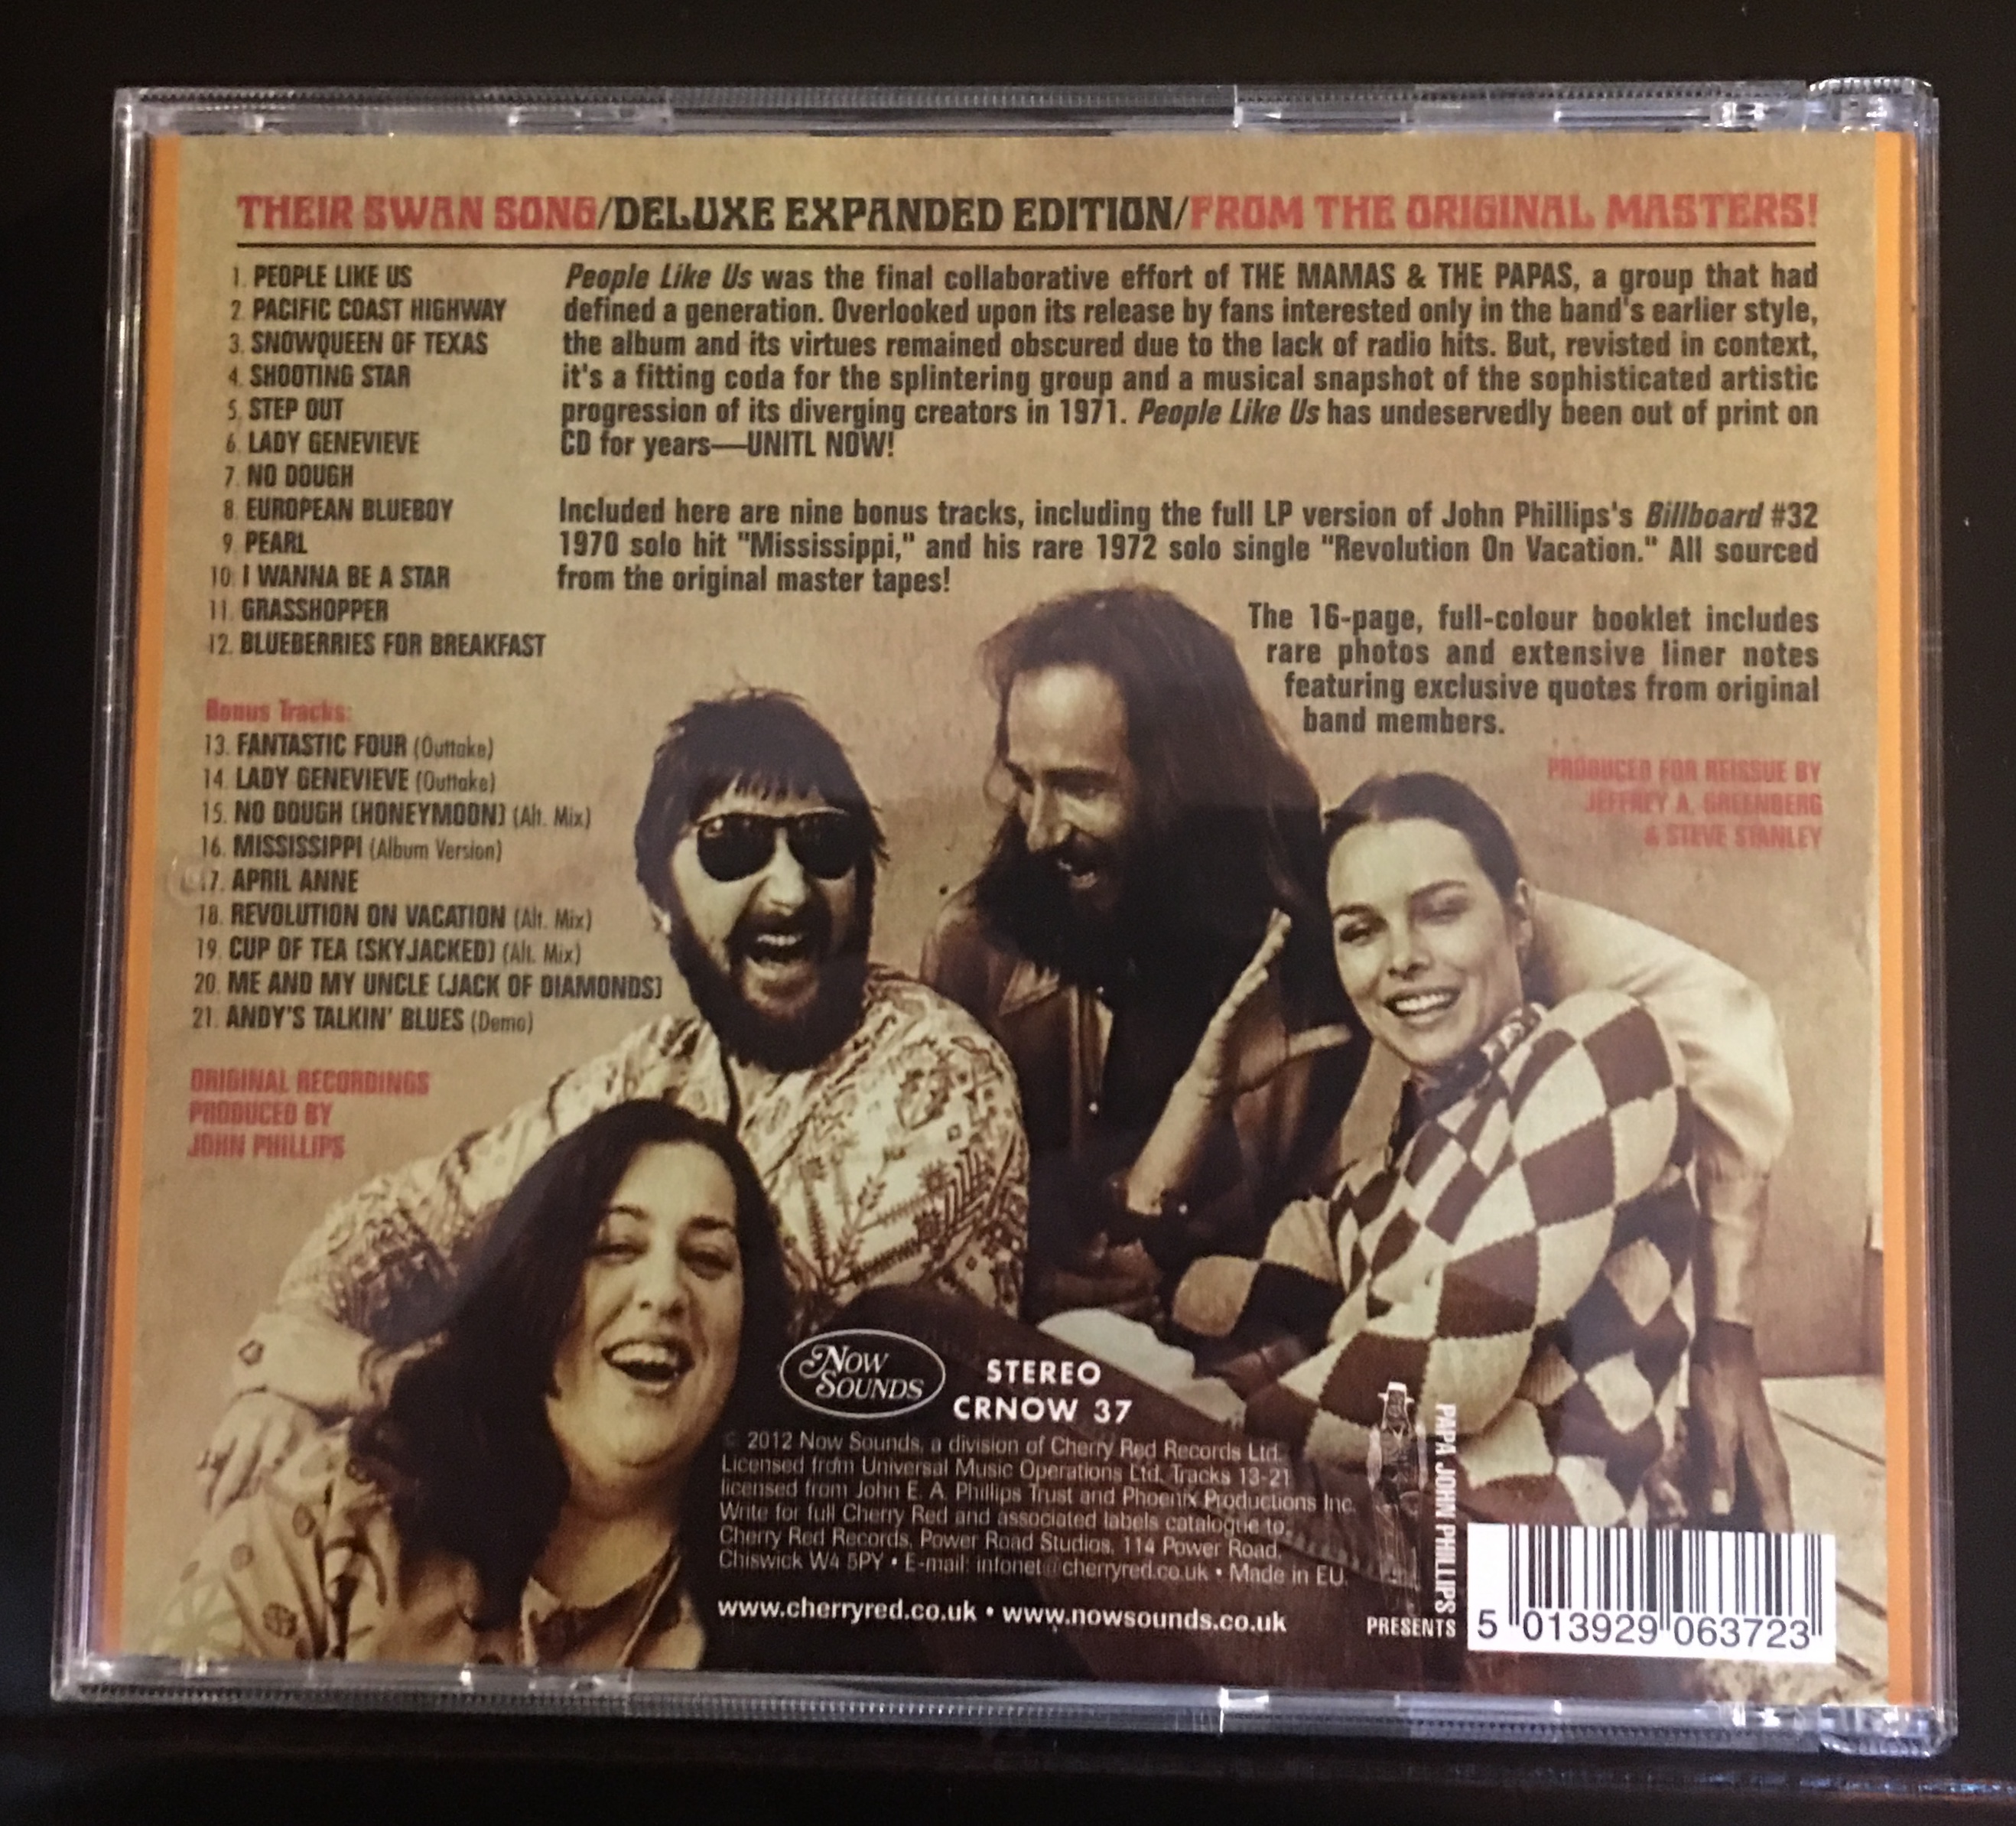 THEIR SWAN SONG/DELUXE EXPANDED EDITION/FROM THE ORIGINAL MASTERS!
1. PEOPLE LIKE US
2. PACIFIC COAST HIGHWAY
3. SNOWQUEEN OF TEXAS
4. SHOOTING STAR
5. STEP OUT
6. LADY GENEVIEVE
7. NO DOUGH
8. EUROPEAN BLUEBOY
9. PEARL
10. I WANNA BE A STAR
11. GRASSHOPPER
12. BLUEBERRIES FOR BREAKFAST
Bonus Tracks:
13. FANTASTIC FOUR (Outtake)
14. LADY GENEVIEVE (Outtake)
15. NO DOUGH [HONEYMOON] (Alt. Mix)
16. MISSISSIPPI (Album Version)
17. APRIL ANNE
18. REVOLUTION ON VACATION (Alt. Mix)
19. CUP OF TEA [SKYJACKED] (Alt. Mix)
20. ME AND MY UNCLE [JACK OF DIAMONDS]
21. ANDY'S TALKIN' BLUES (Demo)
ORIGINAL RECORDINGS
PRODUCED BY
JOHN PHILLIPS
People Like Us was the final collaborative effort of THE MAMAS & THE PAPAS, a group that had
defined a generation. Overlooked upon its release by fans interested only in the band's earlier style,
the album and its virtues remained obscured due to the lack of radio hits. But, revisted in context,
it's a fitting coda for the splintering group and a musical snapshot of the sophisticated artistic
progression of its diverging creators in 1971. People Like Us has undeservedly been out of print on
CD for years—UNITL NOW!
Included here are nine bonus tracks, including the full LP version of John Phillips's Billboard #32
1970 solo hit "Mississippi," and his rare 1972 solo single "Revolution On Vacation." All sourced
from the original master tapes!
The 16-page, full-colour booklet includes
rare photos and extensive liner notes
featuring exclusive quotes from original
band members.
PRODUCED FOR REISSUE BY
JEFFREY A. GREENBERG
& STEVE STANLEY
NOW
SOUNDS
STEREO
CRNOW 37
© 2012 Now Sounds, a division of Cherry Red Records Ltd.
Licensed from Universal Music Operations Ltd. Tracks 13-21
licensed from John E. A. Phillips Trust and Phoenix Productions Inc.
Write for full Cherry Red and associated labels catalogue to:
Cherry Red Records, Power Road Studios, 114 Power Road,
Chiswick W4 5PY • E-mail: infonet@cherryred.co.uk • Made in EU.
www.cherryred.co.uk • www.nowsounds.co.uk
PAPA JOHN PHILLIPS
PRESENTS
5 013929 063723